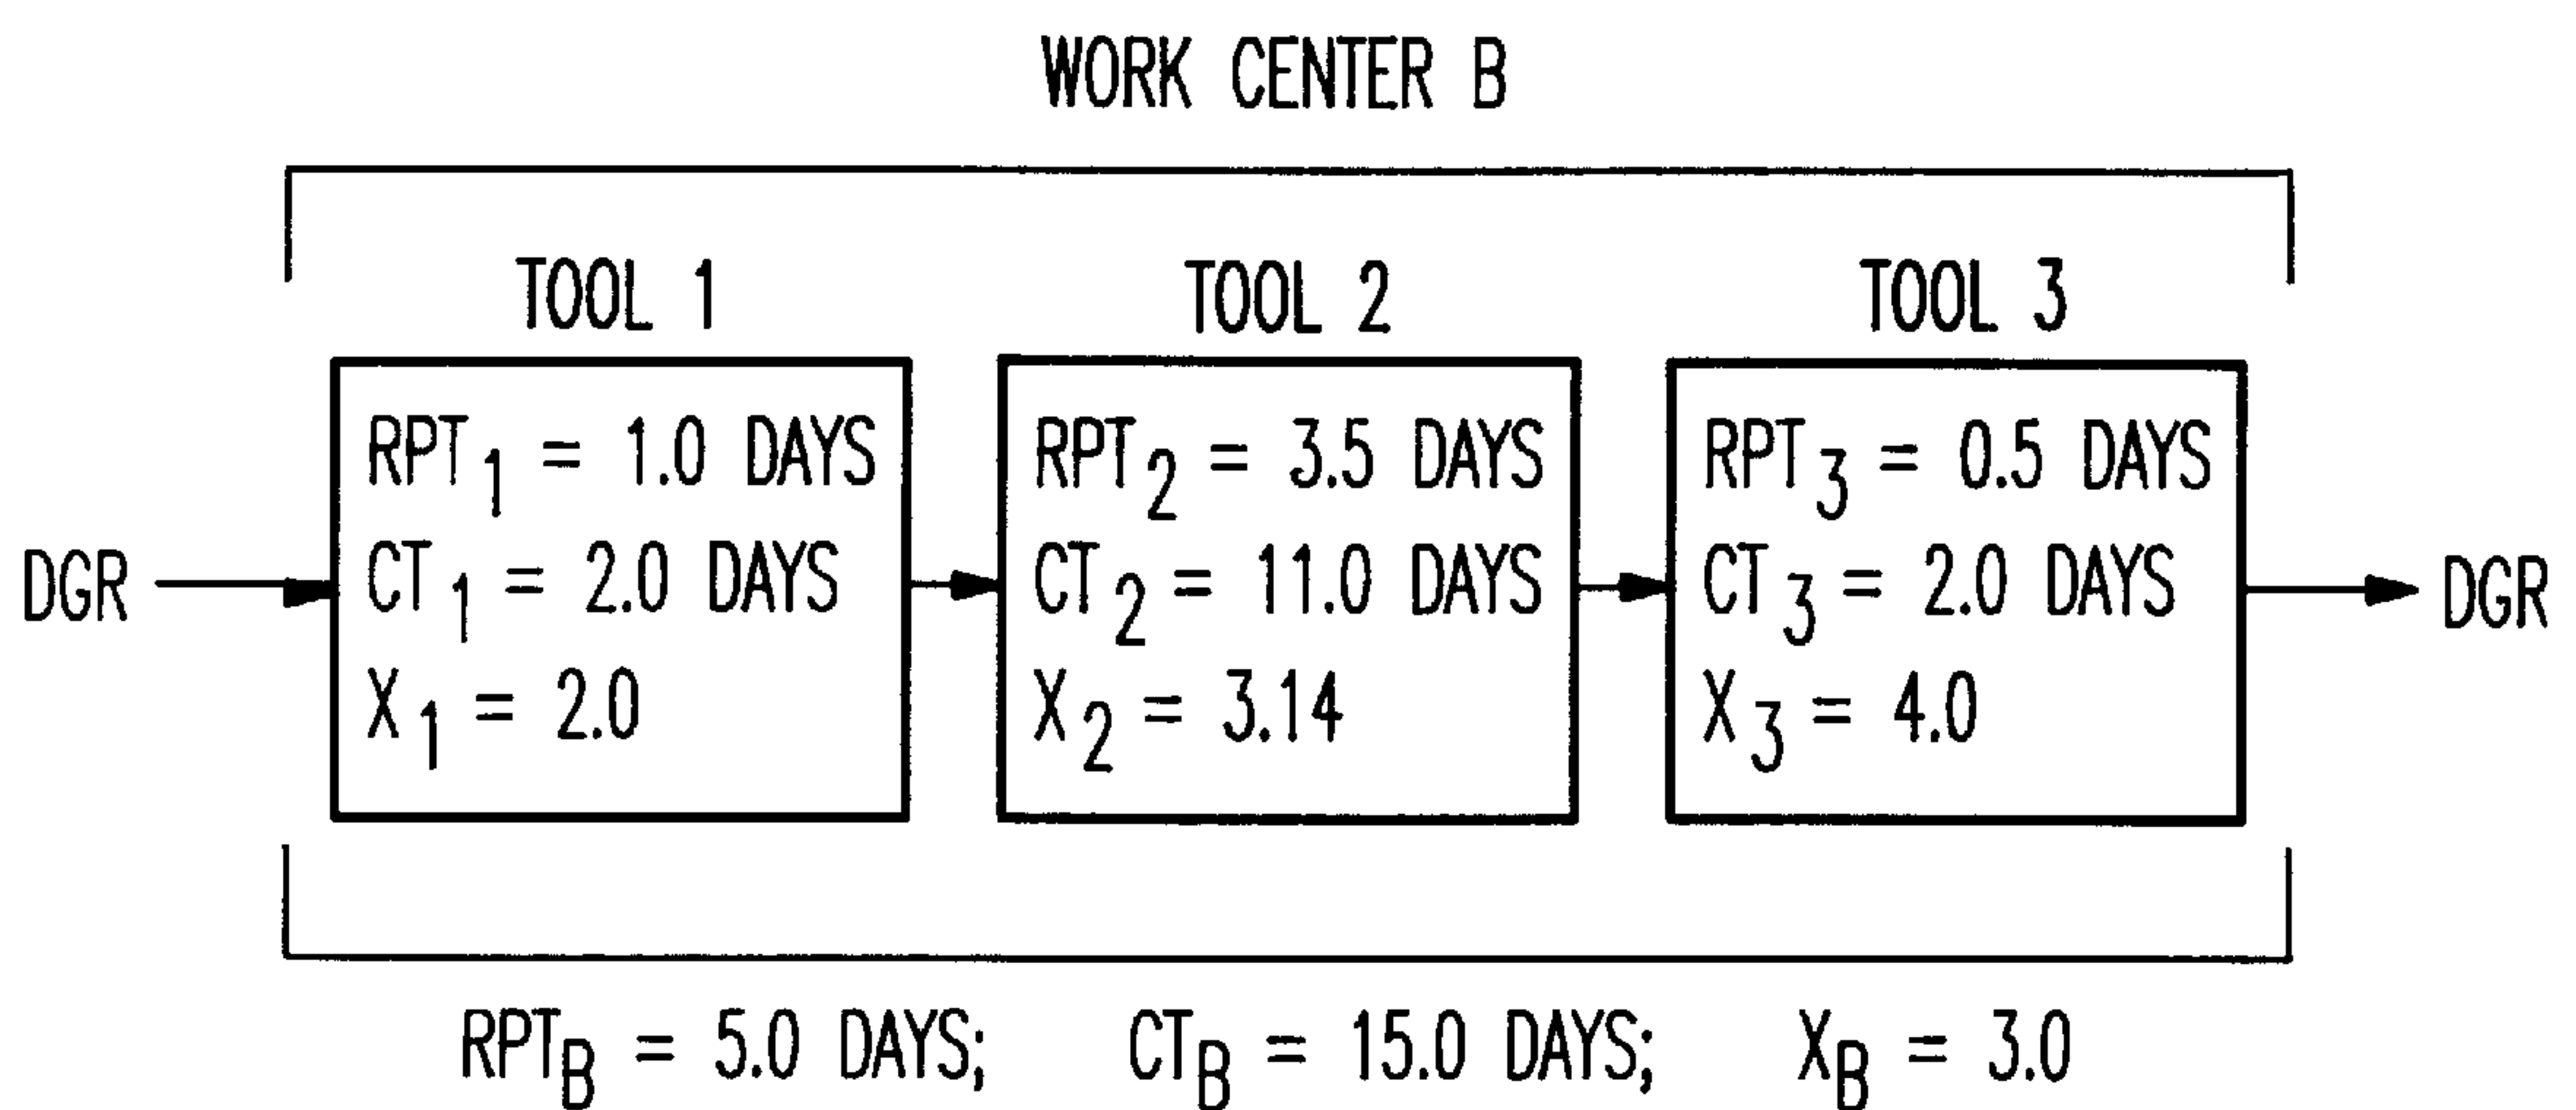 WORK CENTER B
TOOL 1
RPT1 = 1.0 DAYS
CT1 = 2.0 DAYS
X1 = 2.0
TOOL 2
RPT2 = 3.5 DAYS
CT2 = 11.0 DAYS
X2 = 3.14
TOOL 3
RPT3 = 0.5 DAYS
CT3 = 2.0 DAYS
X3 = 4.0
DGR
DGR
RPTB = 5.0 DAYS; CTB = 15.0 DAYS; XB = 3.0